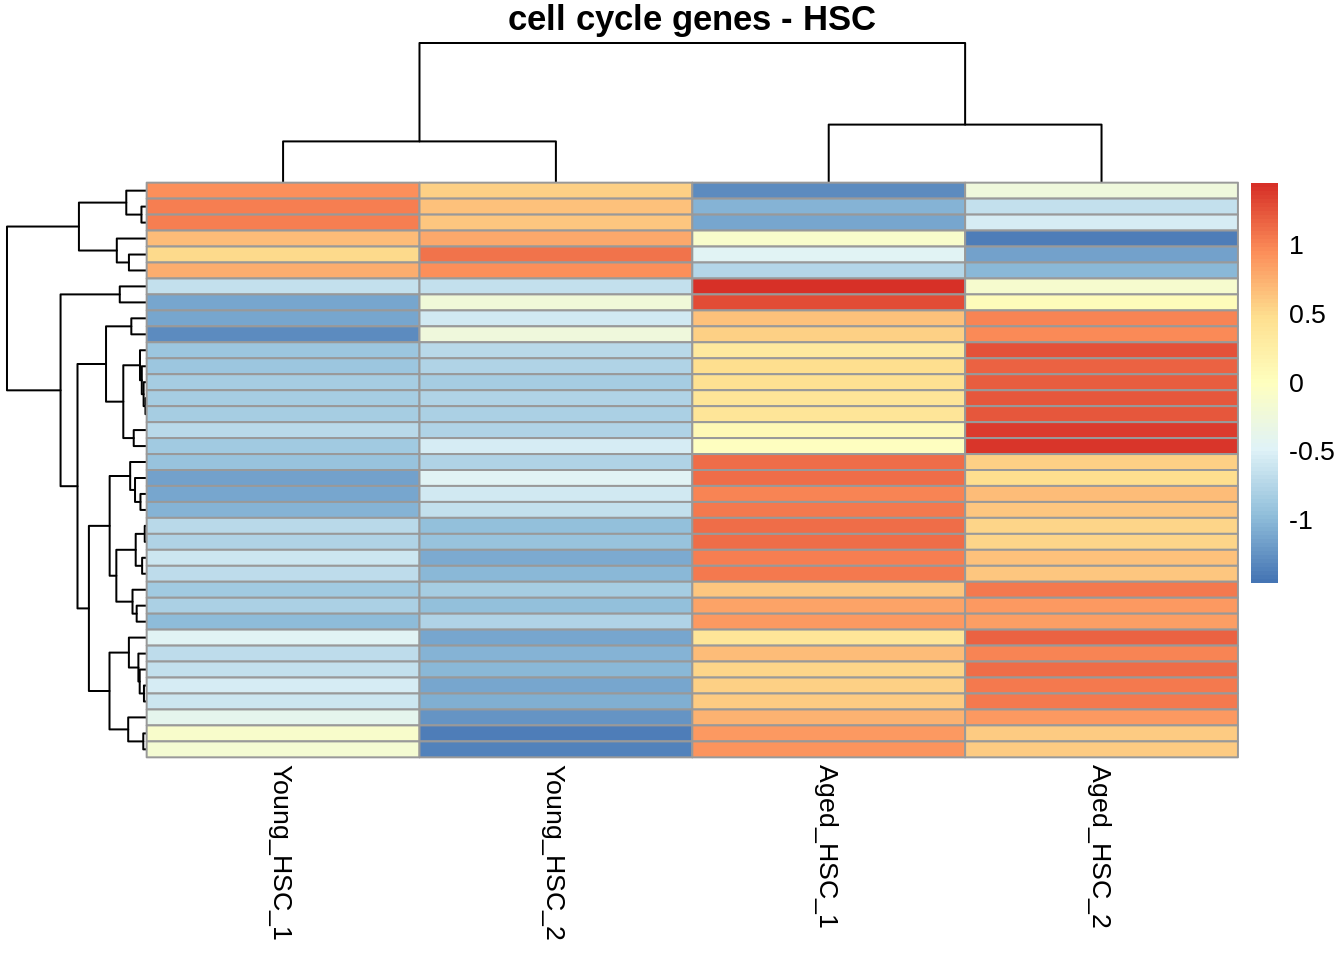 cell cycle genes - HSC
1
0.5
0
-0.5
-1
Young_HSC_1
Young_HSC_2
Aged_HSC_1
Aged_HSC_2